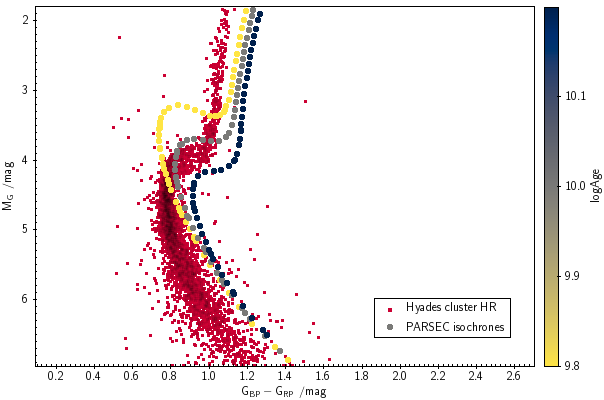 2
3
4
5
6
M_G /mag
0.2 0.4 0.6 0.8 1.0 1.2 1.4 1.6 1.8 2.0 2.2 2.4 2.6
G_BP − G_RP /mag
Hyades cluster HR
PARSEC isochrones
10.1
10.0
9.9
9.8
logAge